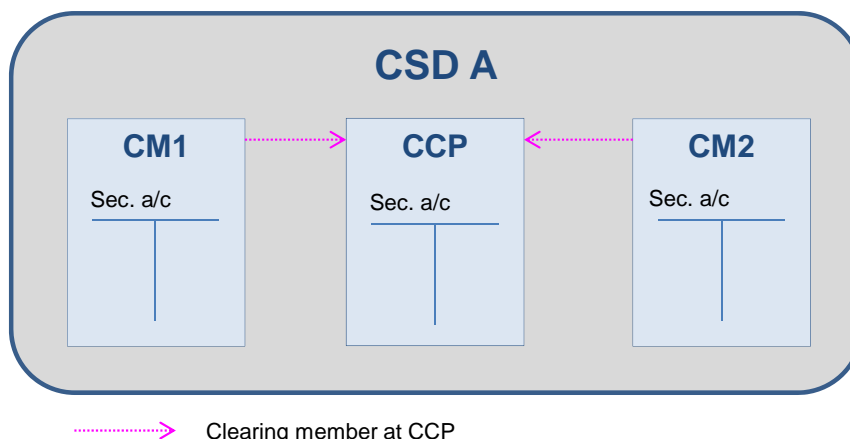 CSD A
CM1
CCP
CM2
Sec. a/c
Sec. a/c
Sec. a/c
Clearing member at CCP